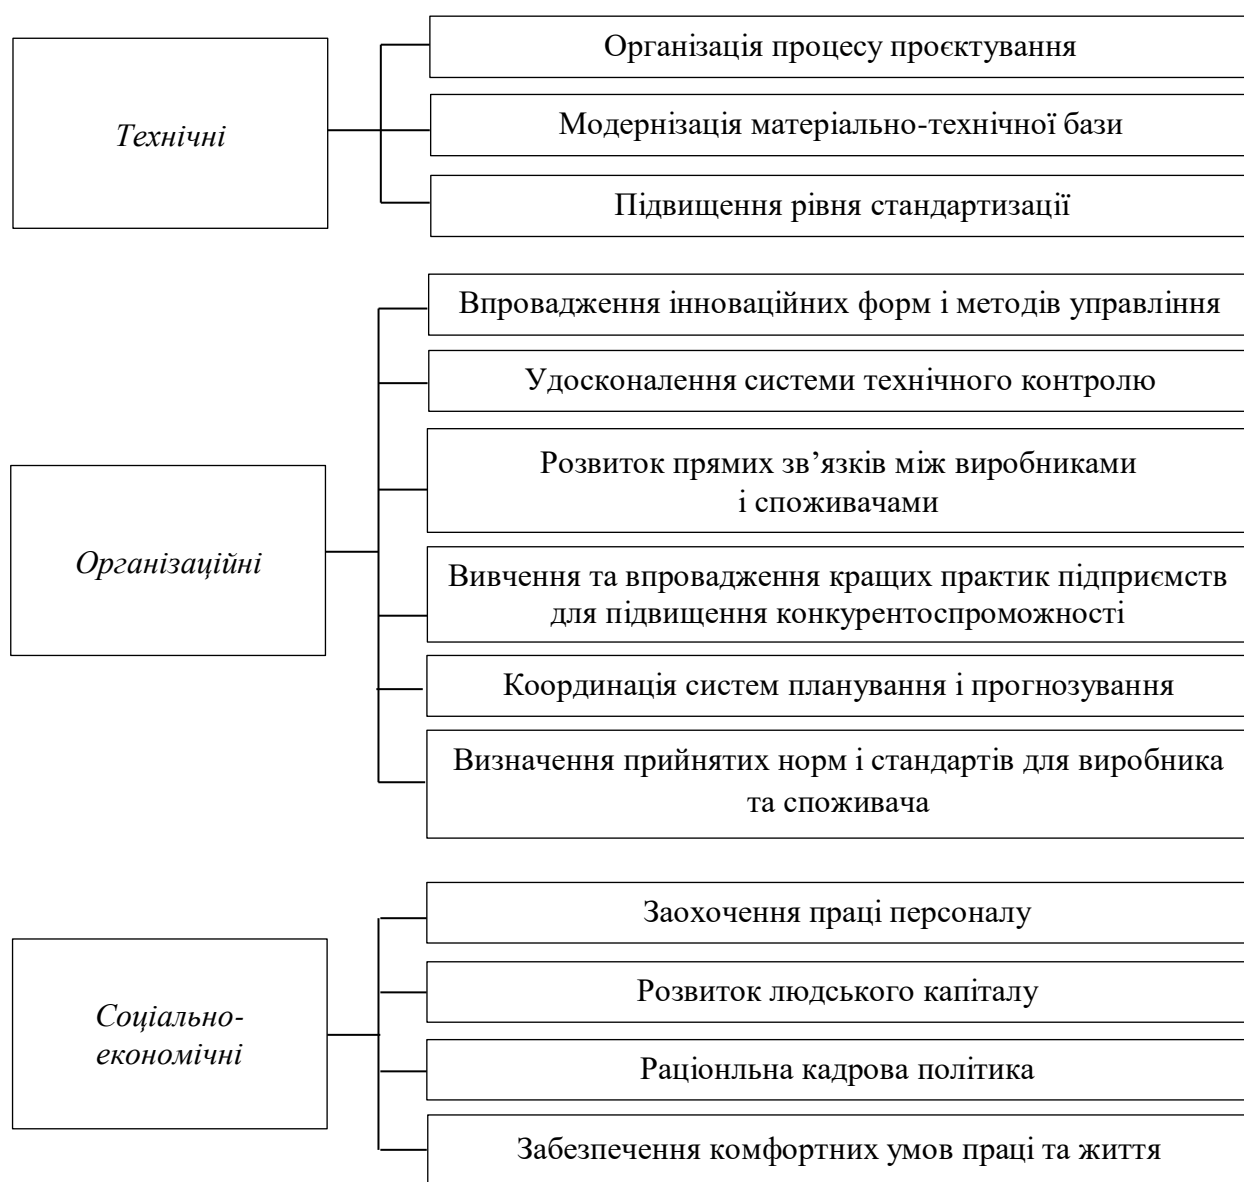 Технічні
Організація процесу проєктування
Модернізація матеріально-технічної бази
Підвищення рівня стандартизації
Організаційні
Впровадження інноваційних форм і методів управління
Удосконалення системи технічного контролю
Розвиток прямих зв’язків між виробниками
і споживачами
Вивчення та впровадження кращих практик підприємств
для підвищення конкурентоспроможності
Координація систем планування і прогнозування
Визначення прийнятих норм і стандартів для виробника
та споживача
Соціально-
економічні
Заохочення праці персоналу
Розвиток людського капіталу
Раціонльна кадрова політика
Забезпечення комфортних умов праці та життя